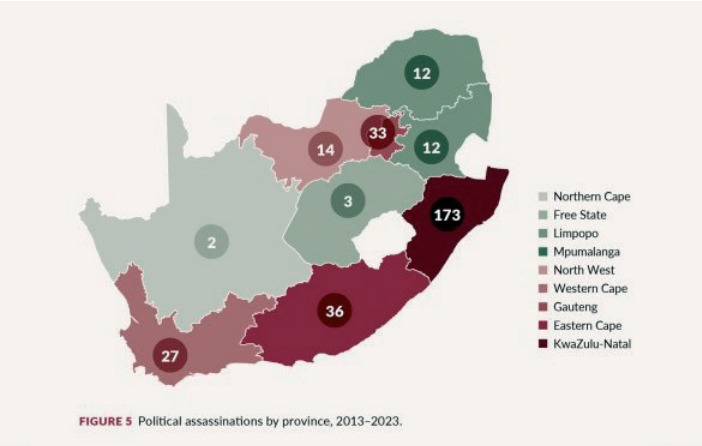 12
33
14
12
3
173
2
36
27
Northern Cape
Free State
Limpopo
Mpumalanga
North West
Western Cape
Gauteng
Eastern Cape
KwaZulu-Natal
FIGURE 5 Political assassinations by province, 2013–2023.